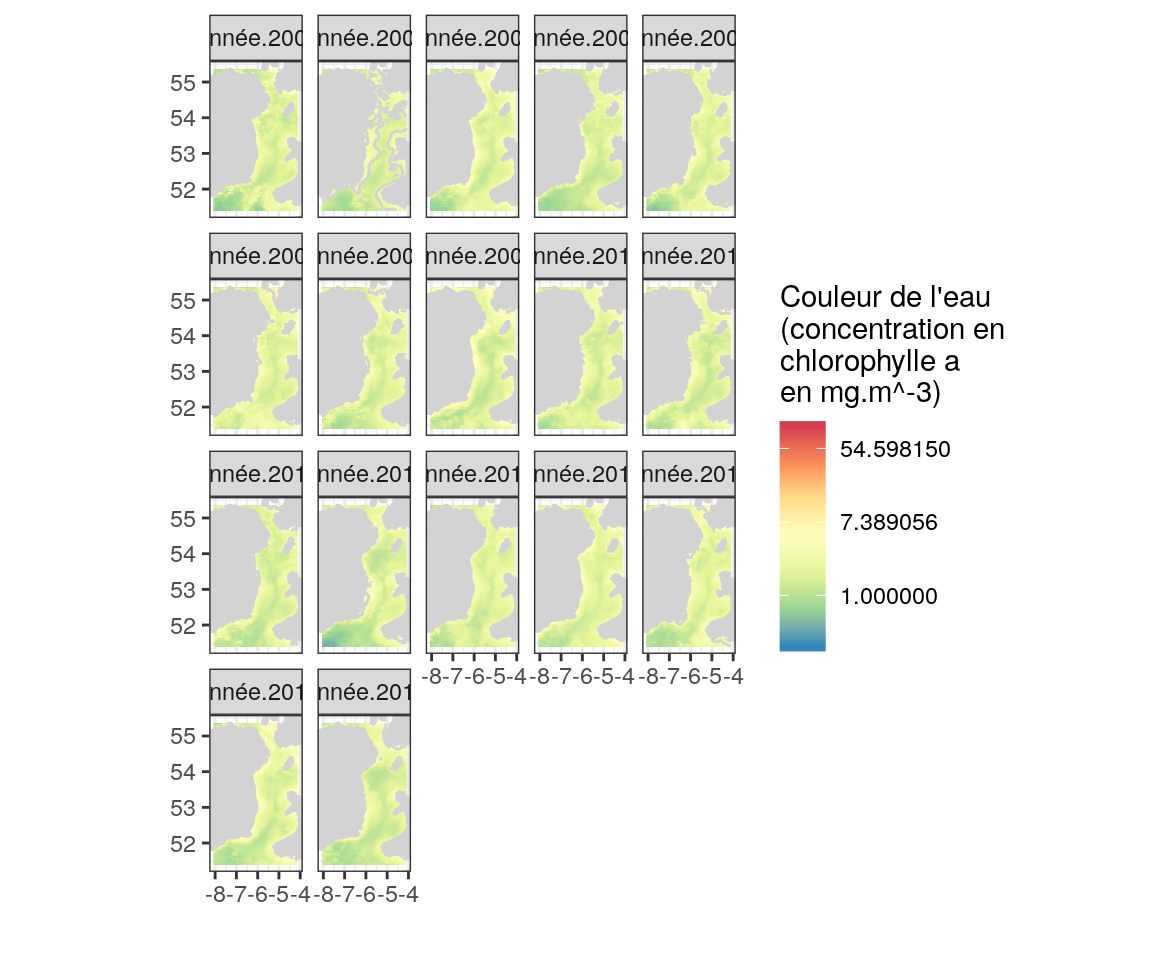 nnée.200 nnée.200 nnée.200 nnée.200 nnée.200
55
54
53
52
nnée.200 nnée.200 nnée.200 nnée.201 nnée.201
55
54
53
52
nnée.201 nnée.201 nnée.201 nnée.201 nnée.201
55
54
53
52
-8-7-6-5-4 -8-7-6-5-4 -8-7-6-5-4
nnée.201 nnée.201
55
54
53
52
-8-7-6-5-4 -8-7-6-5-4
Couleur de l'eau
(concentration en
chlorophylle a
en mg.m^-3)
54.598150
7.389056
1.000000